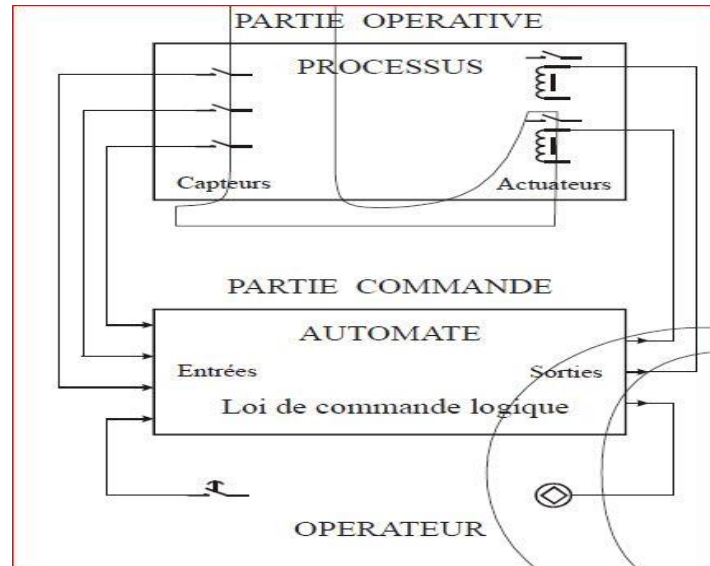 PARTIE OPERATIVE
PROCESSUS
Capteurs
Actuateurs
PARTIE COMMANDE
AUTOMATE
Entrées
Sorties
Loi de commande logique
OPERATEUR